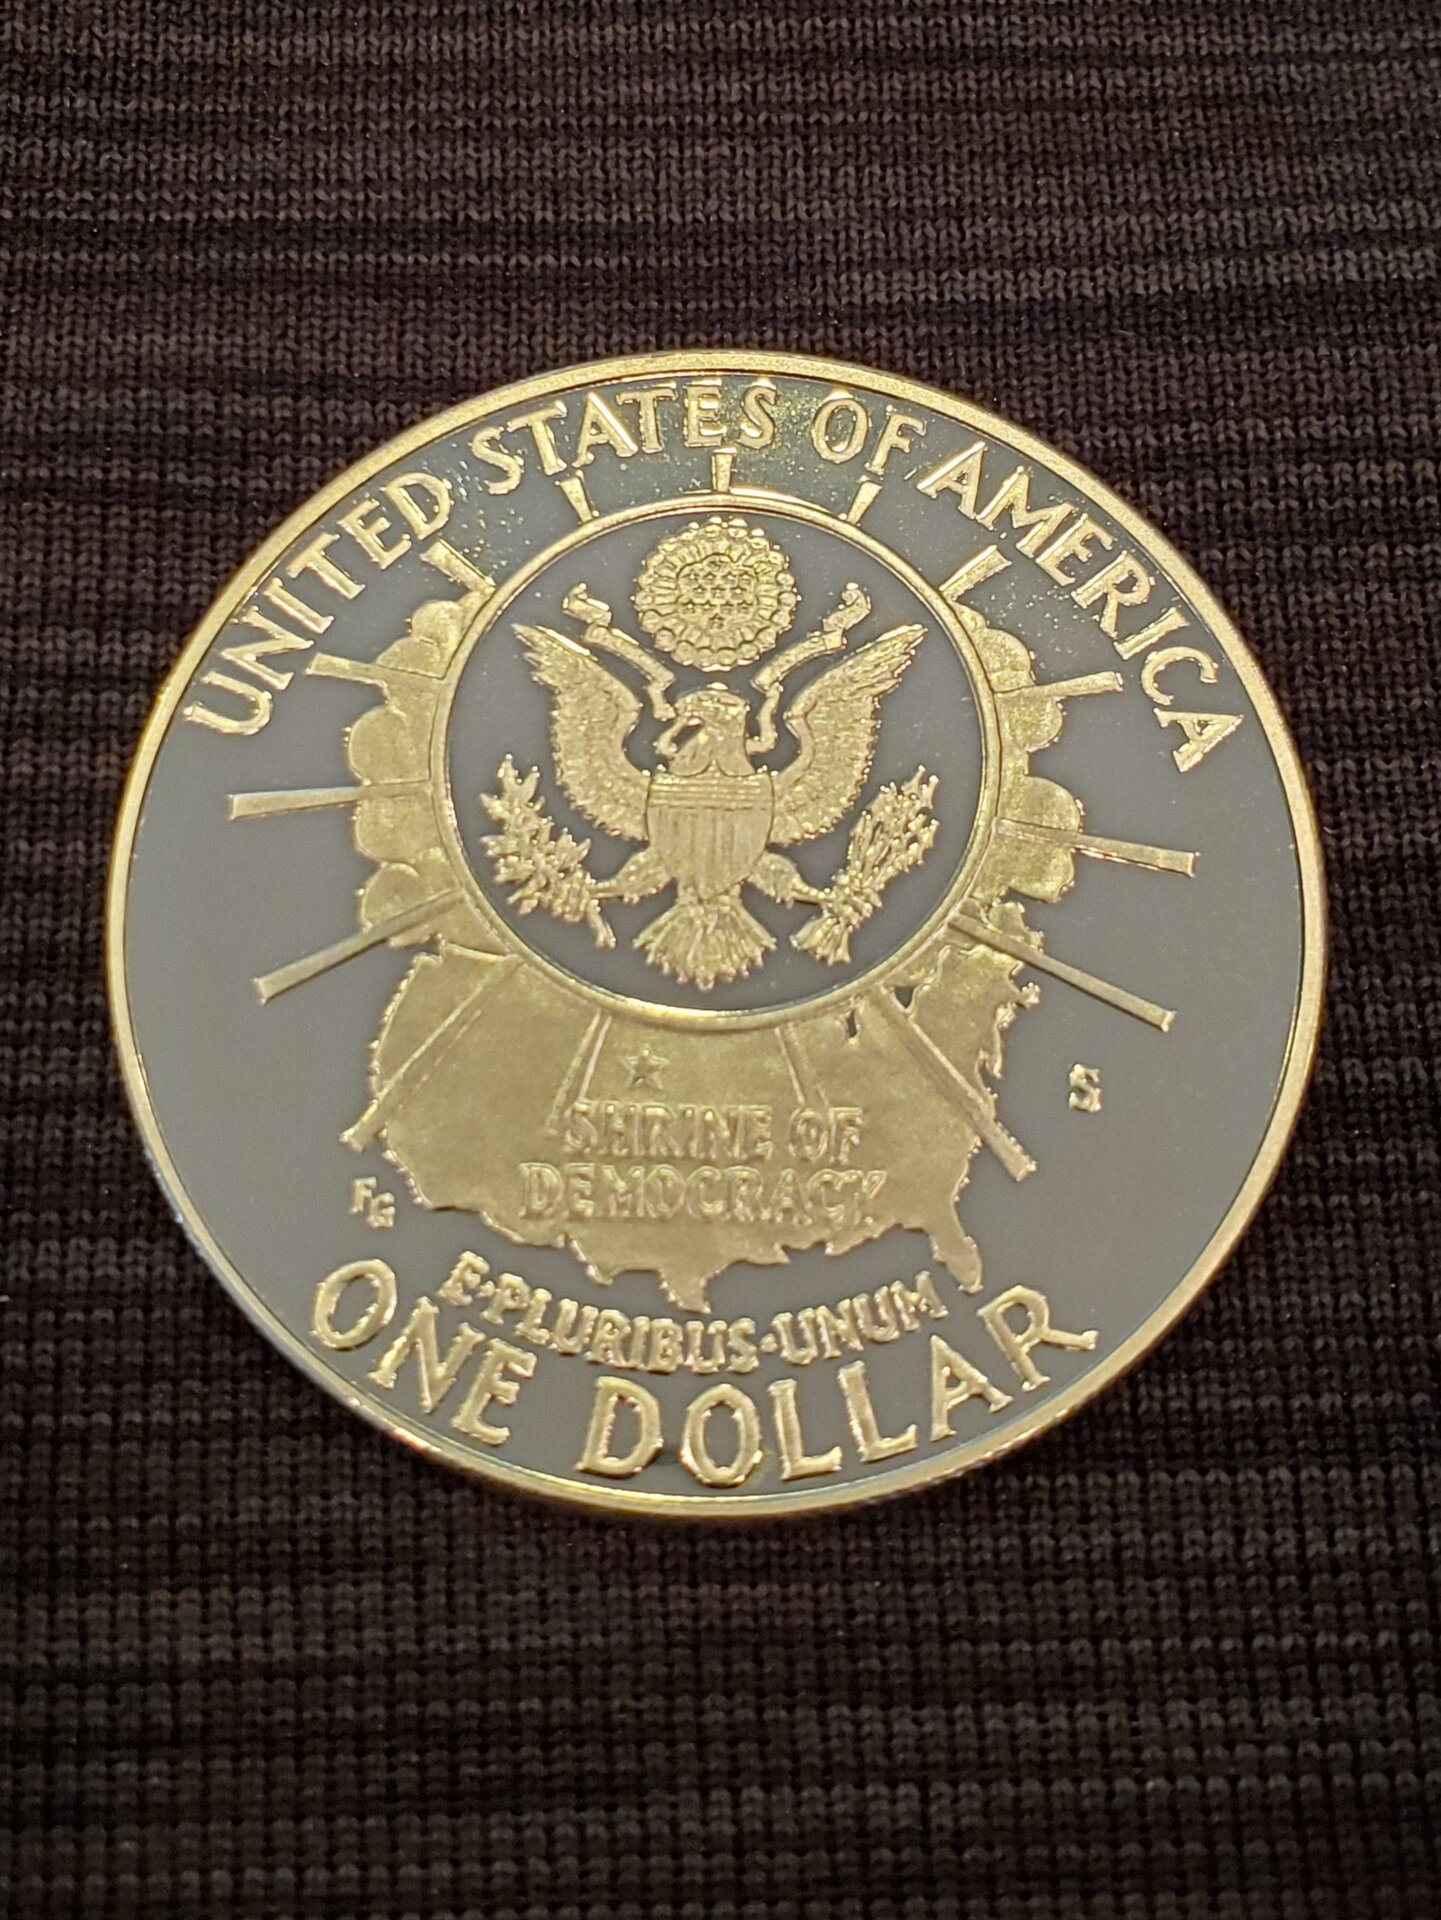 UNITED STATES OF AMERICA
S
SHRINE OF
DEMOCRACY
FG
E·PLURIBUS·UNUM
ONE DOLLAR